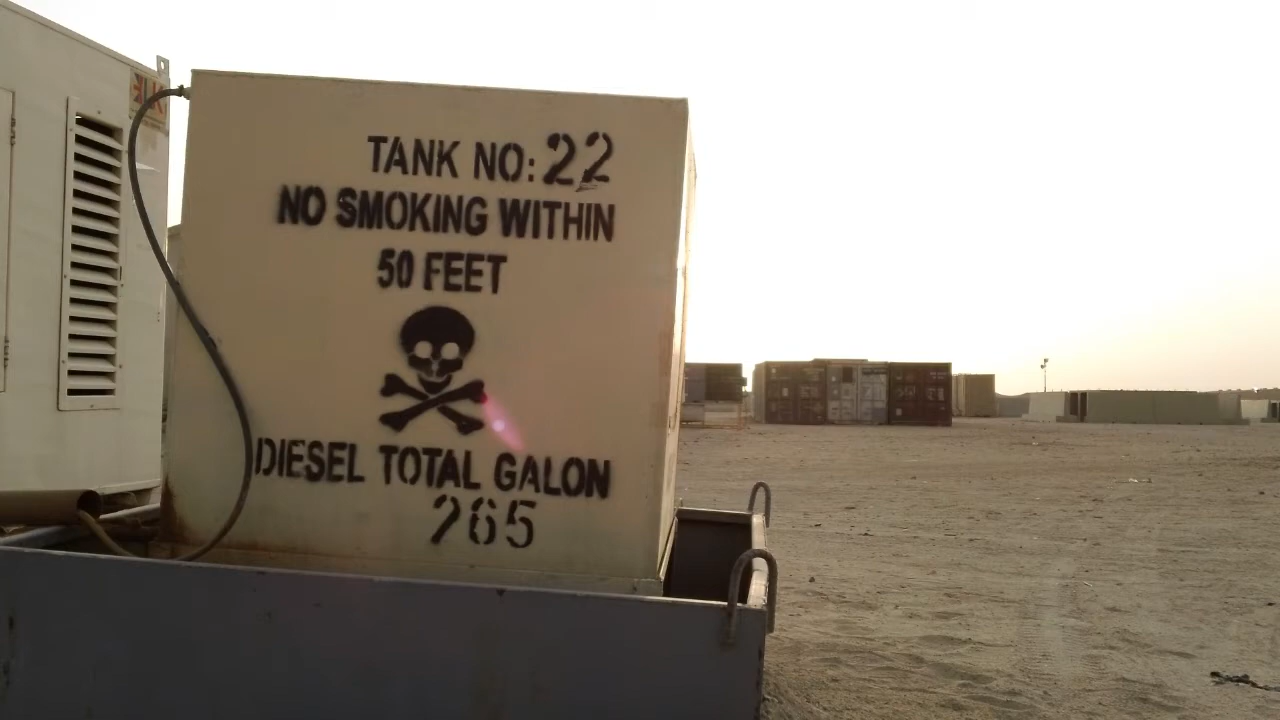 TANK NO: 22
NO SMOKING WITHIN
50 FEET
DIESEL TOTAL GALON
265